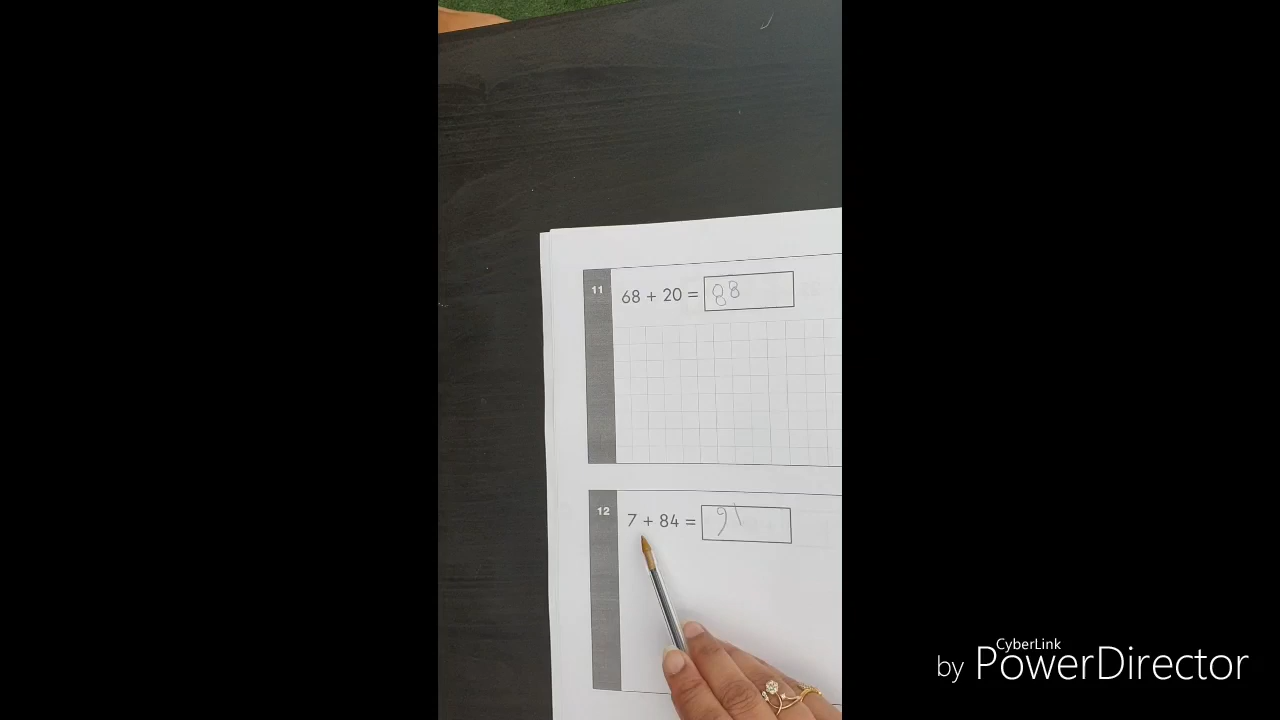 11
68 + 20 = 88
12
7 + 84 = 91
CyberLink
by PowerDirector